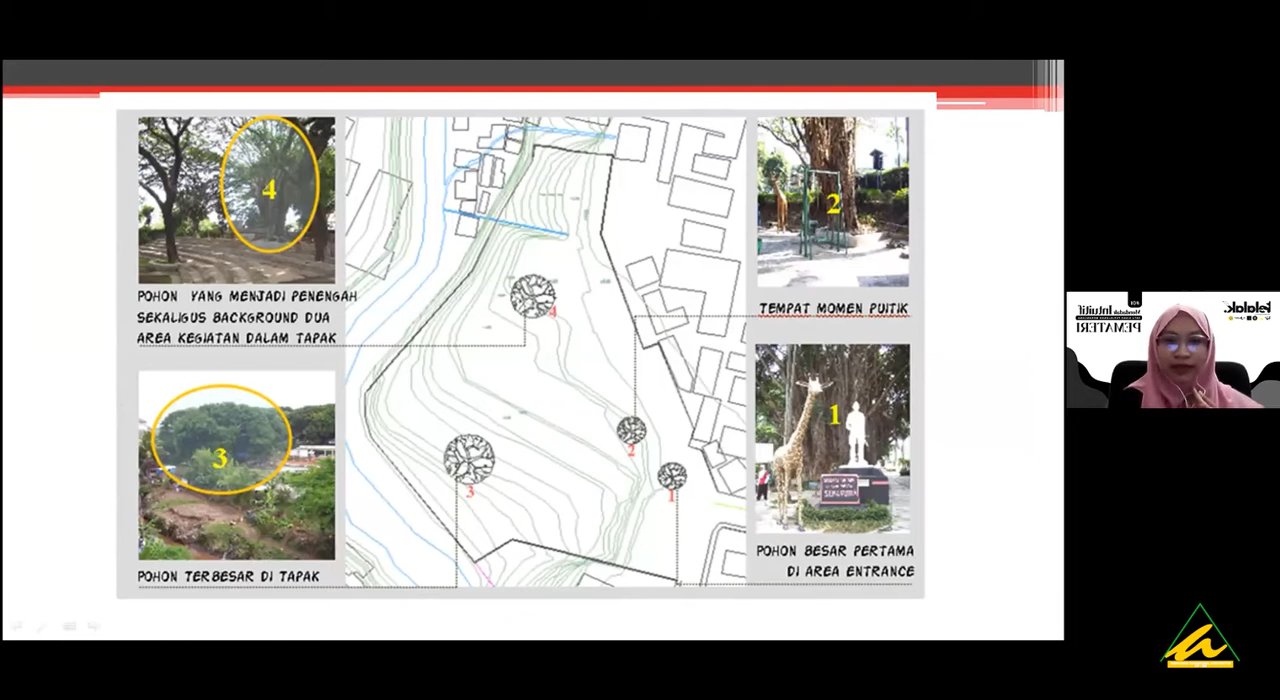 4
POHON YANG MENJADI PENENGAH
SEKALIGUS BACKGROUND DUA
AREA KEGIATAN DALAM TAPAK
3
POHON TERBESAR DI TAPAK
4
2
1
3
2
TEMPAT MOMEN PUITIK
1
POHON BESAR PERTAMA
DI AREA ENTRANCE
Intuitif
PEMATERI